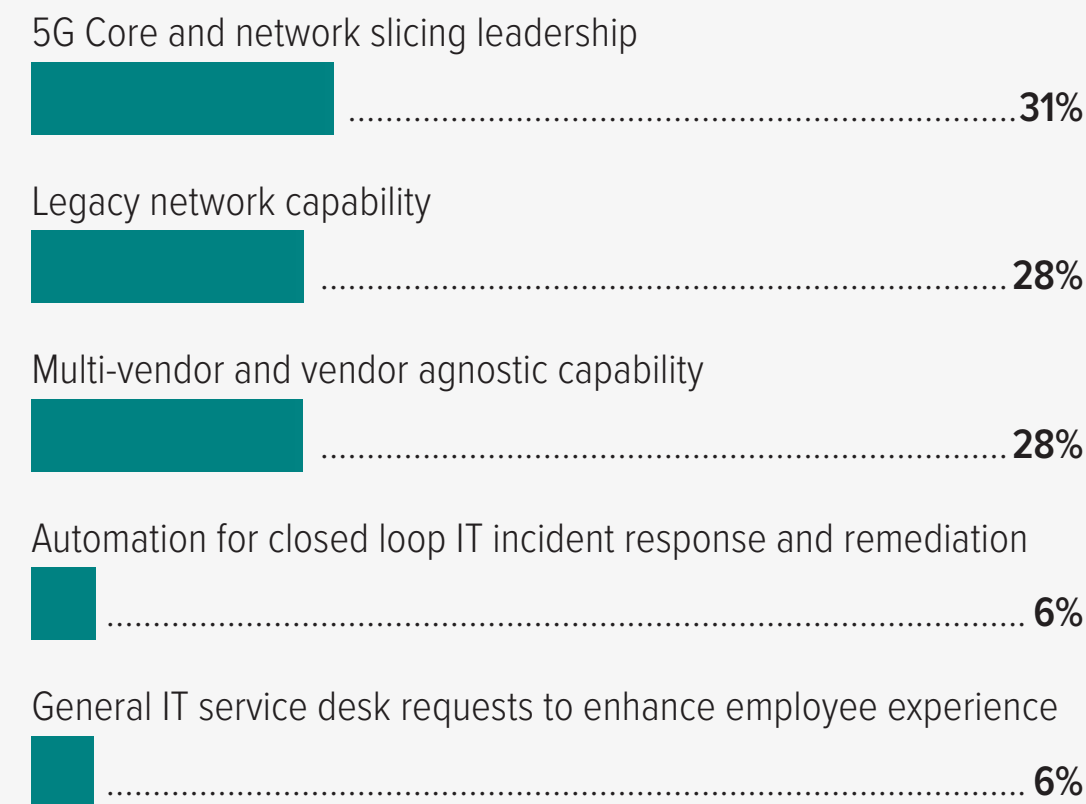 5G Core and network slicing leadership
31%
Legacy network capability
28%
Multi-vendor and vendor agnostic capability
28%
Automation for closed loop IT incident response and remediation
6%
General IT service desk requests to enhance employee experience
6%